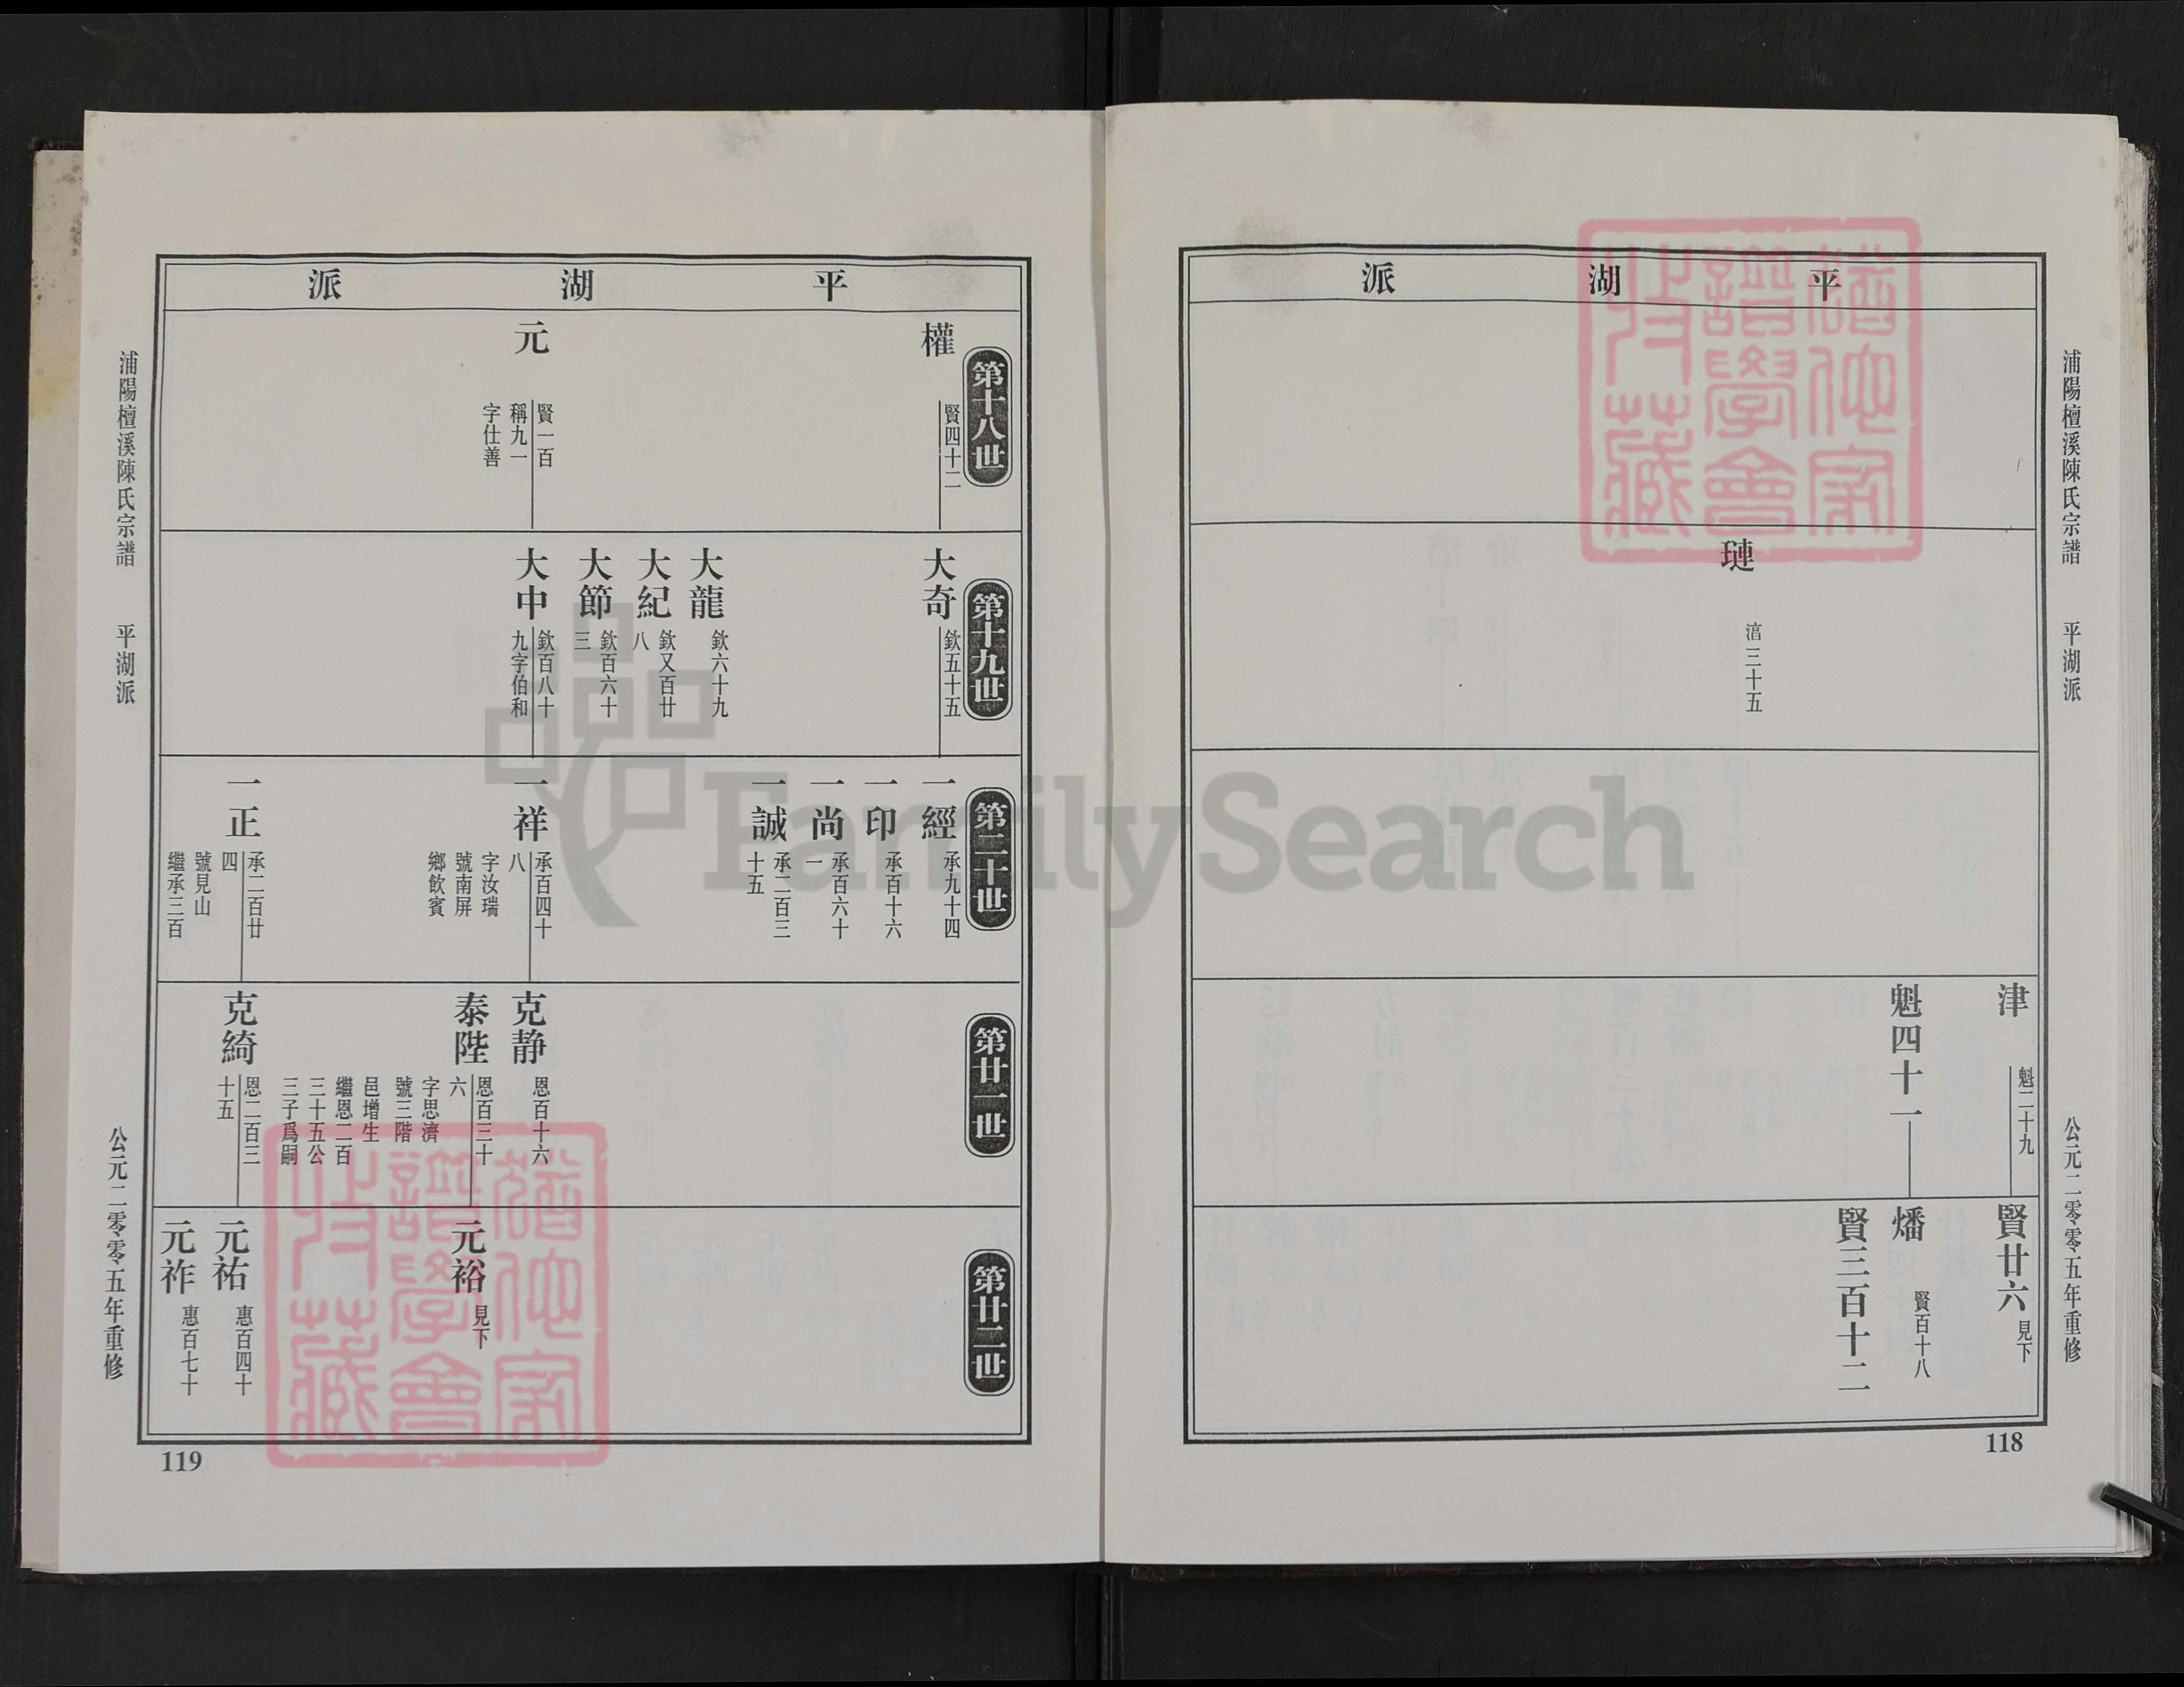 浦陽檀溪陳氏宗譜
平湖派
公元二零零五年重修
平湖派
璉
湻三十五
津
魁二十九
魁四十一
賢廿六
見下
燔
賢百十八
賢三百十二
118
平湖派
第十八世
權
賢四十二
元
賢一百
稱九一
字仕善
第十九世
大奇
欽五十五
大龍
欽六十九
大紀
欽又百廿
八
大節
欽百六十
三
大中
欽百八十
九字伯和
第二十世
一經
承九十四
一印
承百十六
一尚
承百六十
一
一誠
承二百三
十五
一祥
承百四十
八
字汝瑞
號南屏
鄉飲賓
一正
承二百廿
四
號見山
繼承三百
第廿一世
克静
恩百十六
泰陛
恩百三十
六
字思濟
號三階
邑增生
繼恩二百
三十五公
三子爲嗣
克綺
恩二百三
十五
第廿二世
元裕
見下
元祐
惠百四十
元祚
惠百七十
浦陽檀溪陳氏宗譜
平湖派
公元二零零五年重修
119
FamilySearch